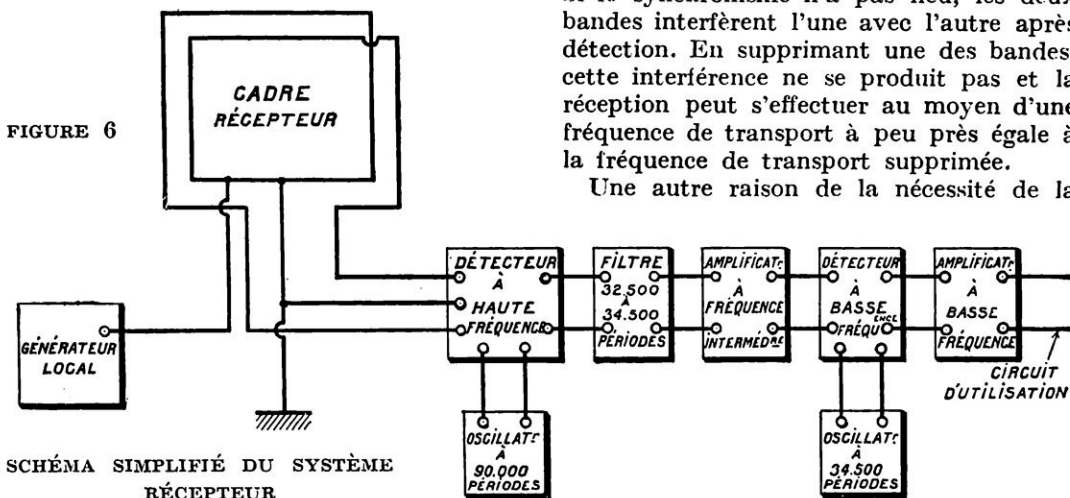 bandes interfèrent l'une avec l'autre après
détection. En supprimant une des bandes
cette interférence ne se produit pas et la
réception peut s'effectuer au moyen d'une
fréquence de transport à peu près égale à
la fréquence de transport supprimée.
Une autre raison de la nécessité de la
FIGURE 6
CADRE
RÉCEPTEUR
GÉNÉRATEUR
LOCAL
DÉTECTEUR
À
HAUTE
FRÉQUENCE
FILTRE
32.500
à
34.500
PÉRIODES
AMPLIFICATr
À
FRÉQUENCE
INTERMÉDRE
DÉTECTEUR
À
BASSE
FRÉQUENCE
AMPLIFICATr
À
BASSE
FRÉQUENCE
CIRCUIT
D'UTILISATION
OSCILLATr
À
90.000
PÉRIODES
OSCILLATr
À
34.500
PÉRIODES
SCHÉMA SIMPLIFIÉ DU SYSTÈME
RÉCEPTEUR